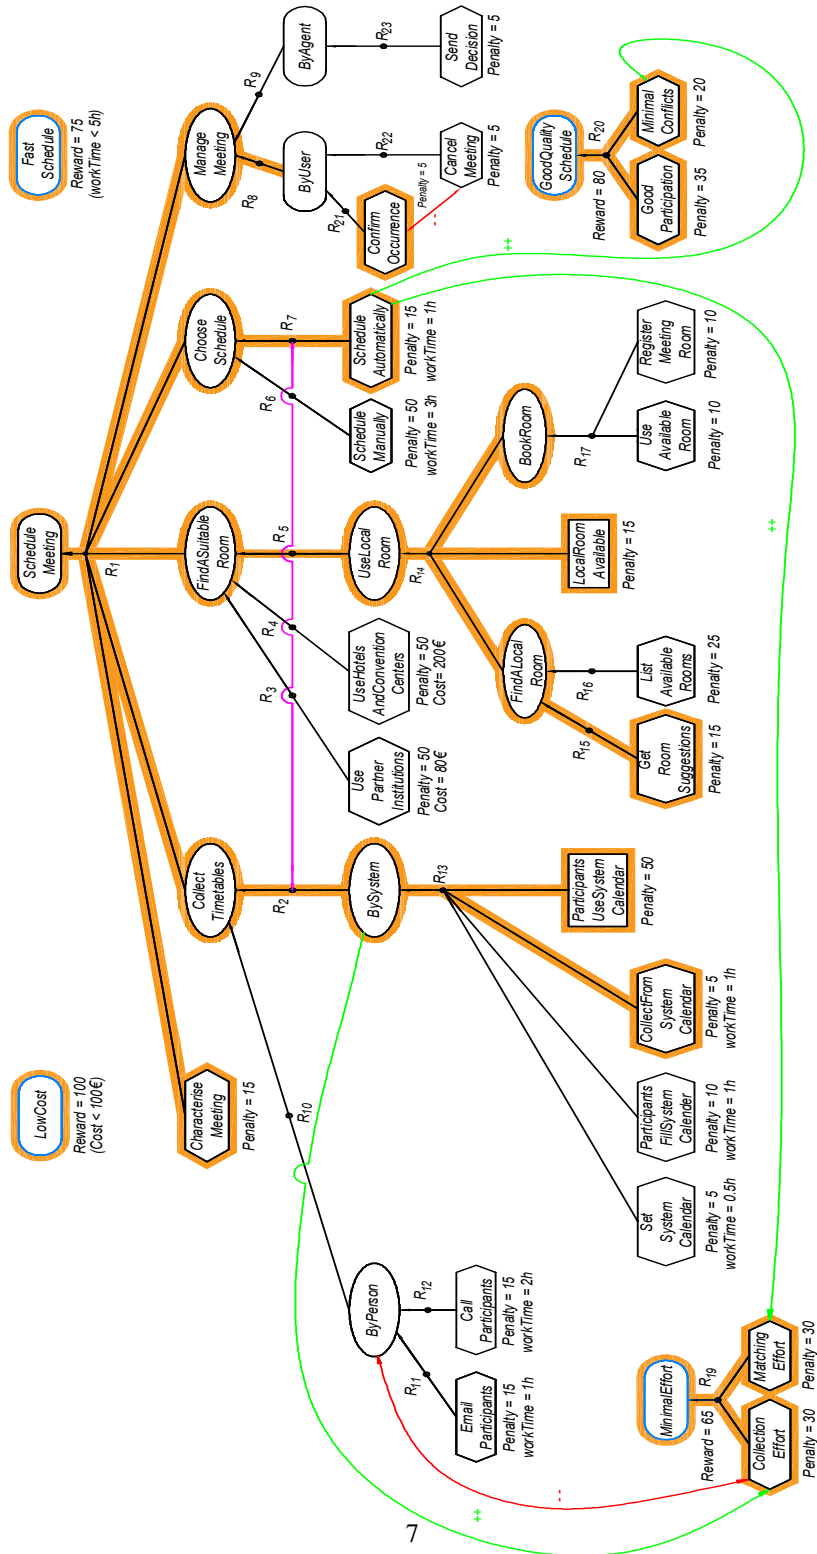 LowCost
Reward = 100
(Cost < 100€)
Schedule
Meeting
Fast
Schedule
Reward = 75
(workTime < 5h)
R1
Characterise
Meeting
Penalty = 15
Collect
Timetables
FindASuitable
Room
Choose
Schedule
Manage
Meeting
R10
R2
R3
R4
R5
R6
R7
R8
R9
ByPerson
BySystem
Use
Partner
Institutions
Penalty = 50
Cost = 80€
UseHotels
AndConvention
Centers
Penalty = 50
Cost= 200€
UseLocal
Room
Schedule
Manually
Penalty = 50
workTime = 3h
Schedule
Automatically
Penalty = 15
workTime = 1h
ByUser
ByAgent
R11
R12
R13
R14
R21
R22
R23
Email
Participants
Penalty = 15
workTime = 1h
Call
Participants
Penalty = 15
workTime = 2h
Confirm
Occurrence
Penalty = 5
--
Cancel
Meeting
Penalty = 5
Send
Decision
Penalty = 5
Set
System
Calendar
Penalty = 5
workTime = 0.5h
Participants
FillSystem
Calender
Penalty = 10
workTime = 1h
CollectFrom
System
Calendar
Penalty = 5
workTime = 1h
Participants
UseSystem
Calendar
Penalty = 50
FindALocal
Room
LocalRoom
Available
Penalty = 15
BookRoom
R15
R16
R17
Get
Room
Suggestions
Penalty = 15
List
Available
Rooms
Penalty = 25
Use
Available
Room
Penalty = 10
Register
Meeting
Room
Penalty = 10
++
++
++
--
MinimalEffort
Reward = 65
R19
Collection
Effort
Penalty = 30
Matching
Effort
Penalty = 30
GoodQuality
Schedule
Reward = 80
R20
Good
Participation
Penalty = 35
Minimal
Conflicts
Penalty = 20
7